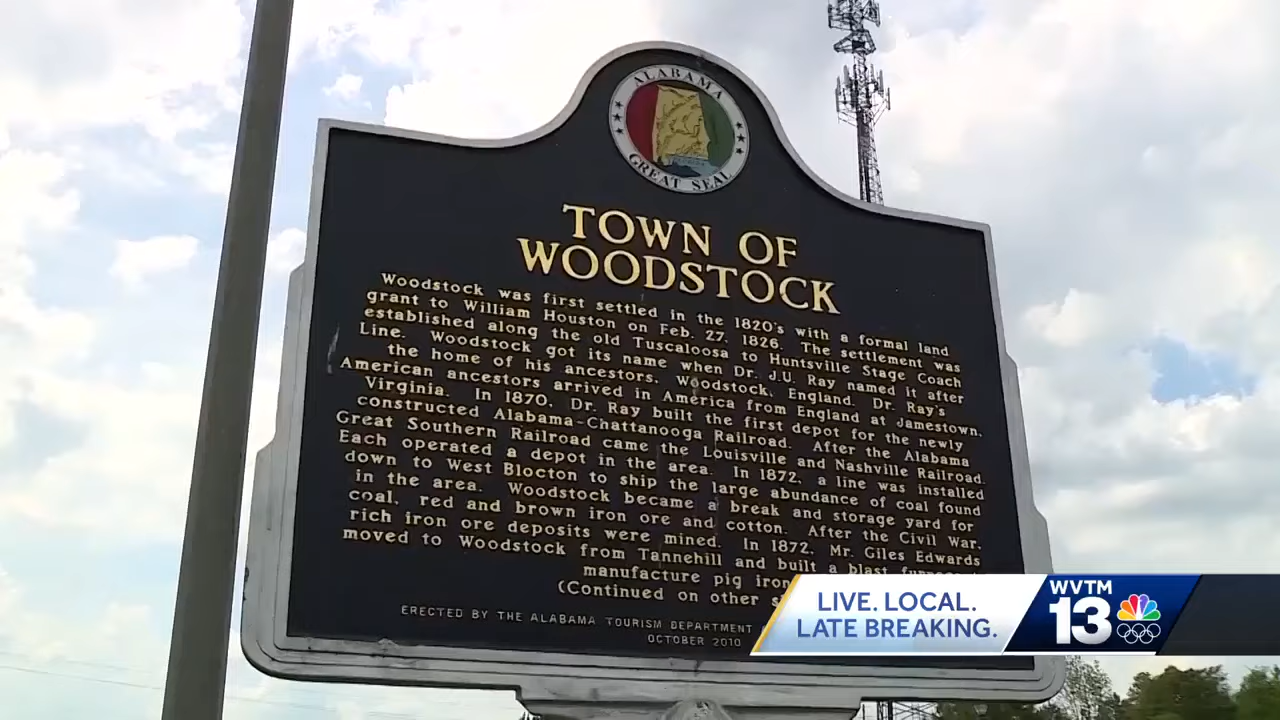 ALABAMA
GREAT SEAL
TOWN OF
WOODSTOCK
Woodstock was first settled in the 1820's with a formal land
grant to William Houston on Feb. 27, 1826. The settlement was
established along the old Tuscaloosa to Huntsville Stage Coach
Line. Woodstock got its name when Dr. J.U. Ray named it after
the home of his ancestors, Woodstock, England. Dr. Ray's
American ancestors arrived in America from England at Jamestown,
Virginia. In 1870, Dr. Ray built the first depot for the newly
constructed Alabama-Chattanooga Railroad. After the Alabama
Great Southern Railroad came the Louisville and Nashville Railroad.
Each operated a depot in the area. In 1872, a line was installed
down to West Blocton to ship the large abundance of coal found
in the area. Woodstock became a break and storage yard for
coal, red and brown iron ore and cotton. After the Civil War,
rich iron ore deposits were mined. In 1872, Mr. Giles Edwards
moved to Woodstock from Tannehill and built a blast
manufacture pig iron
(Continued on other
ERECTED BY THE ALABAMA TOURISM DEPARTMENT
OCTOBER 2010
LIVE. LOCAL.
LATE BREAKING.
WVTM
13